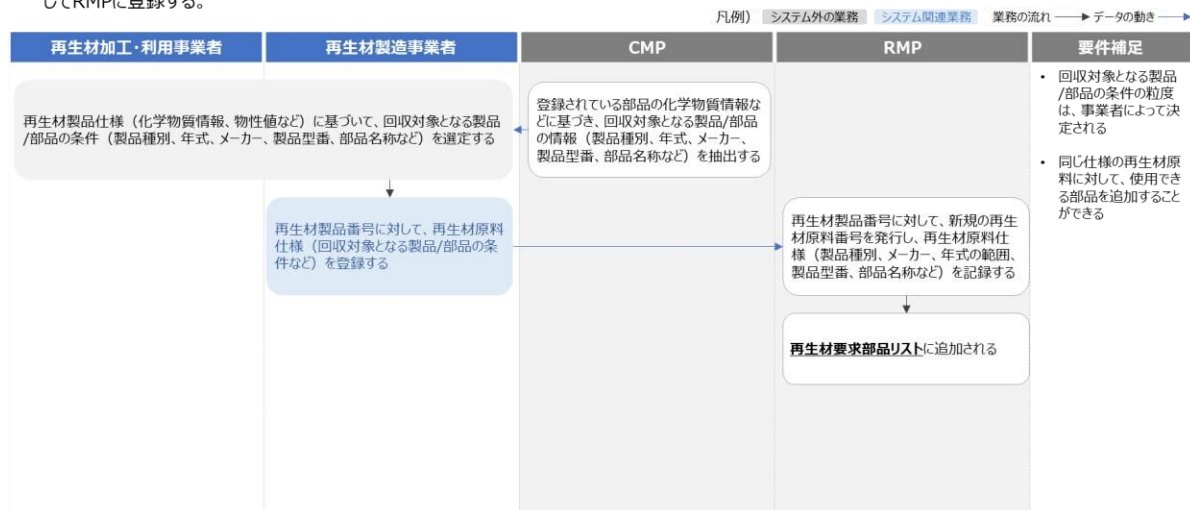 してRMPに登録する。
凡例） システム外の業務 システム関連業務 業務の流れ データの動き
再生材加工・利用事業者 再生材製造事業者 CMP RMP 要件補足
再生材製品仕様（化学物質情報、物性値など）に基づいて、回収対象となる製品
/部品の条件（製品種別、年式、メーカー、製品型番、部品名称など）を選定する
登録されている部品の化学物質情報な
どに基づき、回収対象となる製品/部品
の情報（製品種別、年式、メーカー、
製品型番、部品名称など）を抽出する
• 回収対象となる製品
/部品の条件の粒度
は、事業者によって決
定される
• 同じ仕様の再生材原
料に対して、使用でき
る部品を追加すること
ができる
再生材製品番号に対して、再生材原料
仕様（回収対象となる製品/部品の条
件など）を登録する
再生材製品番号に対して、新規の再生
材原料番号を発行し、再生材原料仕
様（製品種別、メーカー、年式の範囲、
製品型番、部品名称など）を記録する
再生材要求部品リストに追加される